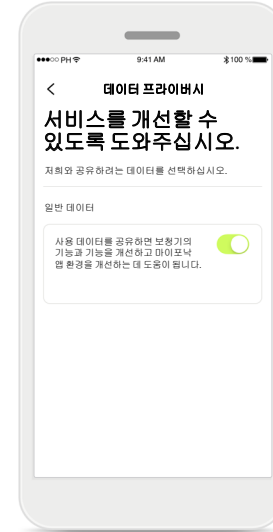 PH 9:41 AM 100 %
데이터 프라이버시
서비스를 개선할 수
있도록 도와주십시오.
저희와 공유하려는 데이터를 선택하십시오.
일반 데이터
사용 데이터를 공유하면 보청기의
기능과 기능을 개선하고 마이포낙
앱 환경을 개선하는 데 도움이 됩니다.